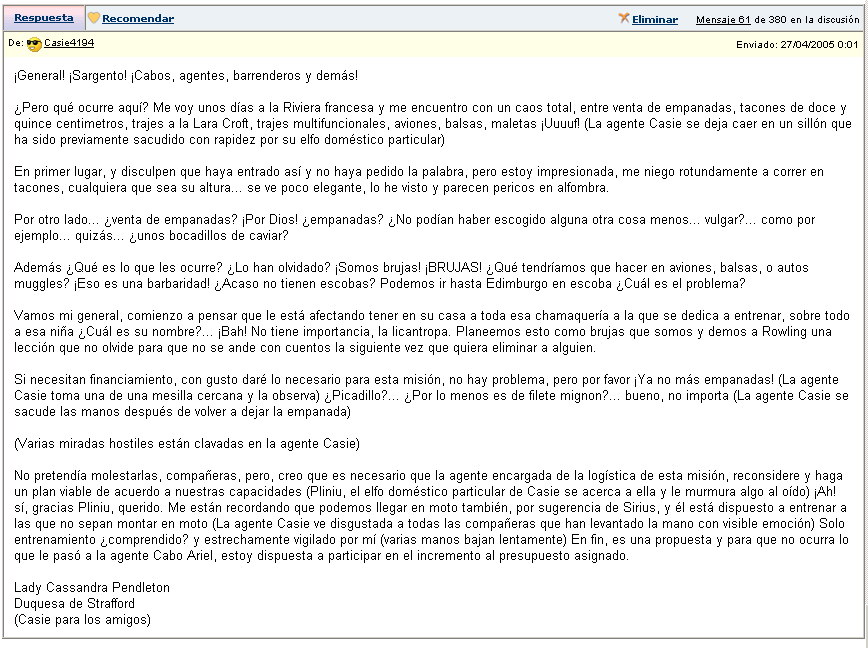 Respuesta Recomendar Eliminar Mensaje 61 de 380 en la discusión
De: Casie4194 Enviado: 27/04/2005 0:01
¡General! ¡Sargento! ¡Cabos, agentes, barrenderos y demás!
¿Pero qué ocurre aquí? Me voy unos días a la Riviera francesa y me encuentro con un caos total, entre venta de empanadas, tacones de doce y
quince centimetros, trajes a la Lara Croft, trajes multifuncionales, aviones, balsas, maletas ¡Uuuuf! (La agente Casie se deja caer en un sillón que
ha sido previamente sacudido con rapidez por su elfo doméstico particular)
En primer lugar, y disculpen que haya entrado así y no haya pedido la palabra, pero estoy impresionada, me niego rotundamente a correr en
tacones, cualquiera que sea su altura... se ve poco elegante, lo he visto y parecen pericos en alfombra.
Por otro lado... ¿venta de empanadas? ¡Por Dios! ¿empanadas? ¿No podían haber escogido alguna otra cosa menos... vulgar?... como por
ejemplo... quizás... ¿unos bocadillos de caviar?
Además ¿Qué es lo que les ocurre? ¿Lo han olvidado? ¡Somos brujas! ¡BRUJAS! ¿Qué tendríamos que hacer en aviones, balsas, o autos
muggles? ¡Eso es una barbaridad! ¿Acaso no tienen escobas? Podemos ir hasta Edimburgo en escoba ¿Cuál es el problema?
Vamos mi general, comienzo a pensar que le está afectando tener en su casa a toda esa chamaquería a la que se dedica a entrenar, sobre todo
a esa niña ¿Cuál es su nombre?... ¡Bah! No tiene importancia, la licantropa. Planeemos esto como brujas que somos y demos a Rowling una
lección que no olvide para que no se ande con cuentos la siguiente vez que quiera eliminar a alguien.
Si necesitan financiamiento, con gusto daré lo necesario para esta misión, no hay problema, pero por favor ¡Ya no más empanadas! (La agente
Casie toma una de una mesilla cercana y la observa) ¿Picadillo?... ¿Por lo menos es de filete mignon?... bueno, no importa (La agente Casie se
sacude las manos después de volver a dejar la empanada)
(Varias miradas hostiles están clavadas en la agente Casie)
No pretendía molestarlas, compañeras, pero, creo que es necesario que la agente encargada de la logística de esta misión, reconsidere y haga
un plan viable de acuerdo a nuestras capacidades (Pliniu, el elfo doméstico particular de Casie se acerca a ella y le murmura algo al oído) ¡Ah!
sí, gracias Pliniu, querido. Me están recordando que podemos llegar en moto también, por sugerencia de Sirius, y él está dispuesto a entrenar a
las que no sepan montar en moto (La agente Casie ve disgustada a todas las compañeras que han levantado la mano con visible emoción) Solo
entrenamiento ¿comprendido? y estrechamente vigilado por mí (varias manos bajan lentamente) En fin, es una propuesta y para que no ocurra lo
que le pasó a la agente Cabo Ariel, estoy dispuesta a participar en el incremento al presupuesto asignado.
Lady Cassandra Pendleton
Duquesa de Strafford
(Casie para los amigos)